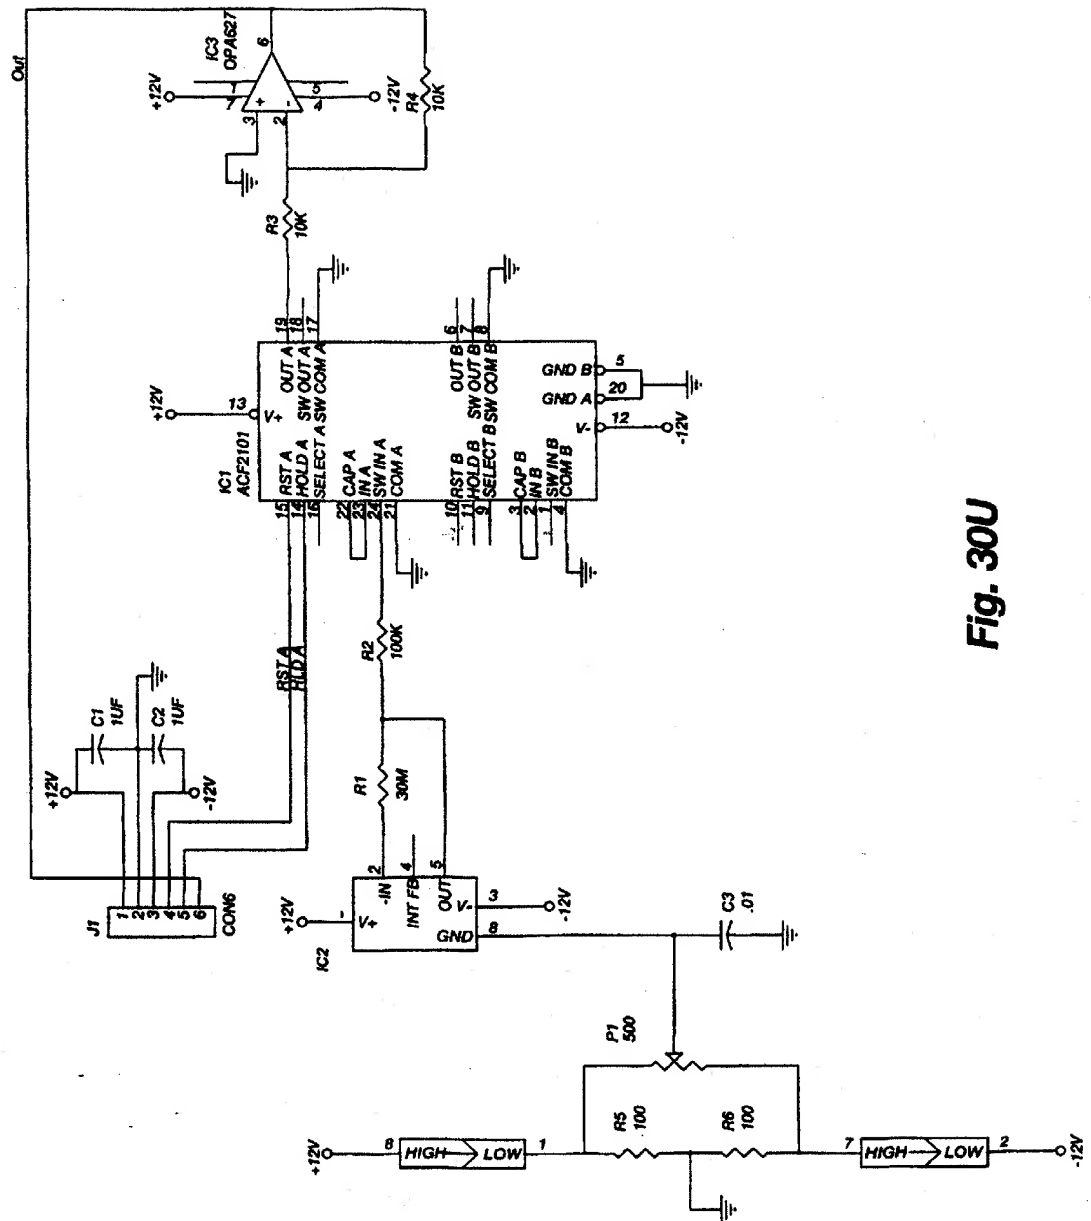 Out
IC3
OPA627
+12V
7
1
6
3
+
2
-
5
4
-12V
R4
10K
R3
10K
19
18
17
6
7
8
+12V
13
V+
IC1
ACF2101
OUT A
SW OUT A
SW COM A
OUT B
SW OUT B
SW COM B
GND B
5
GND A
20
V-
12
-12V
RST A
HOLD A
SELECT A
CAP A
IN A
SW IN A
COM A
RST B
HOLD B
SELECT B
CAP B
IN B
SW IN B
COM B
15
14
16
22
23
24
21
10
11
9
3
2
1
4
RST A
HLD A
R2
100K
+12V
C1
1UF
C2
1UF
-12V
R1
30M
J1
1
2
3
4
5
6
CON6
+12V
1
V+
IC2
2
-IN
4
INT FB
5
OUT
V-
3
-12V
GND
8
C3
.01
P1
500
R5
100
R6
100
+12V
8
HIGH
LOW
1
7
HIGH
LOW
2
-12V
Fig. 30U